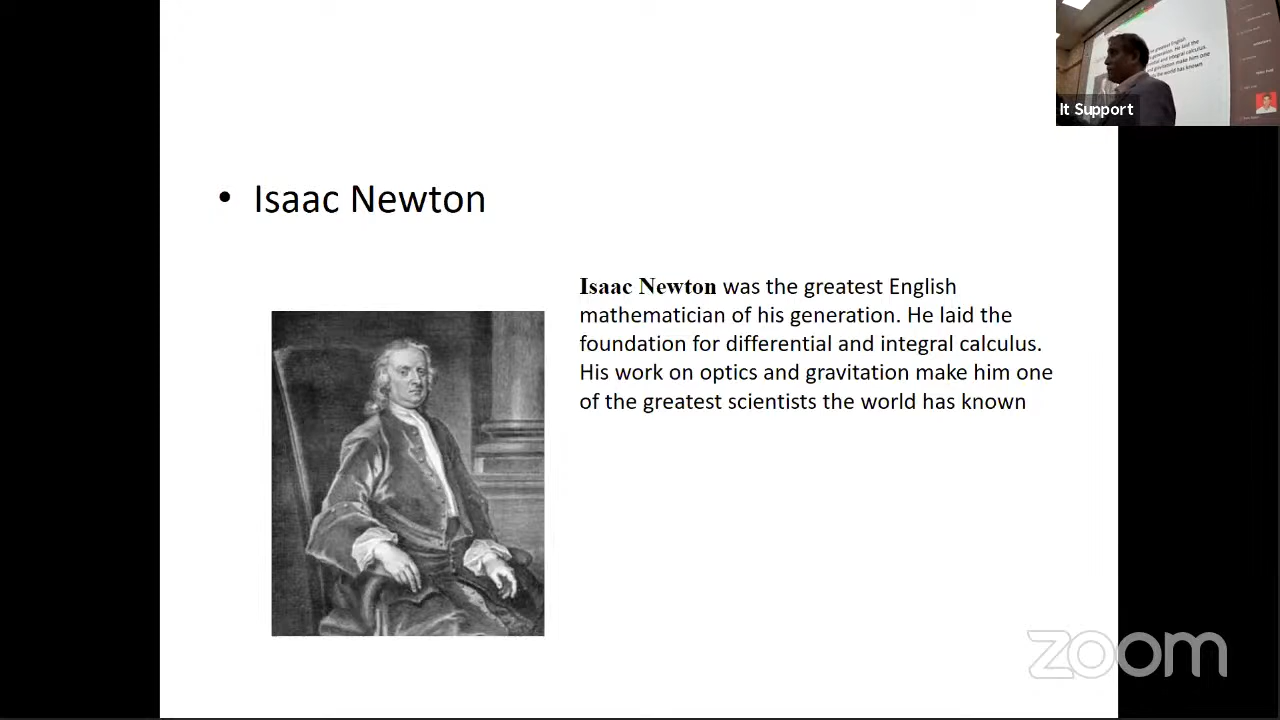 • Isaac Newton
Isaac Newton was the greatest English
mathematician of his generation. He laid the
foundation for differential and integral calculus.
His work on optics and gravitation make him one
of the greatest scientists the world has known
It Support
zoom